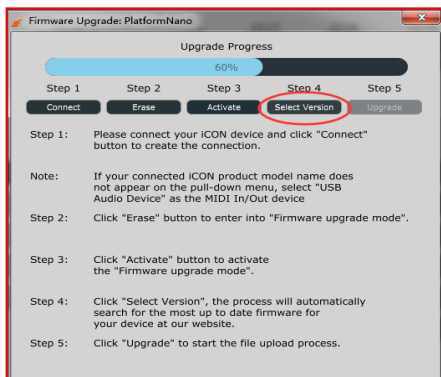 Firmware Upgrade: PlatformNano
Upgrade Progress
60%
Step 1 Step 2 Step 3 Step 4 Step 5
Connect Erase Activate Select Version Upgrade
Step 1: Please connect your iCON device and click "Connect"
button to create the connection.
Note: If your connected iCON product model name does
not appear on the pull-down menu, select "USB
Audio Device" as the MIDI In/Out device
Step 2: Click "Erase" button to enter into "Firmware upgrade mode".
Step 3: Click "Activate" button to activate
the "Firmware upgrade mode".
Step 4: Click "Select Version", the process will automatically
search for the most up to date firmware for
your device at our website.
Step 5: Click "Upgrade" to start the file upload process.